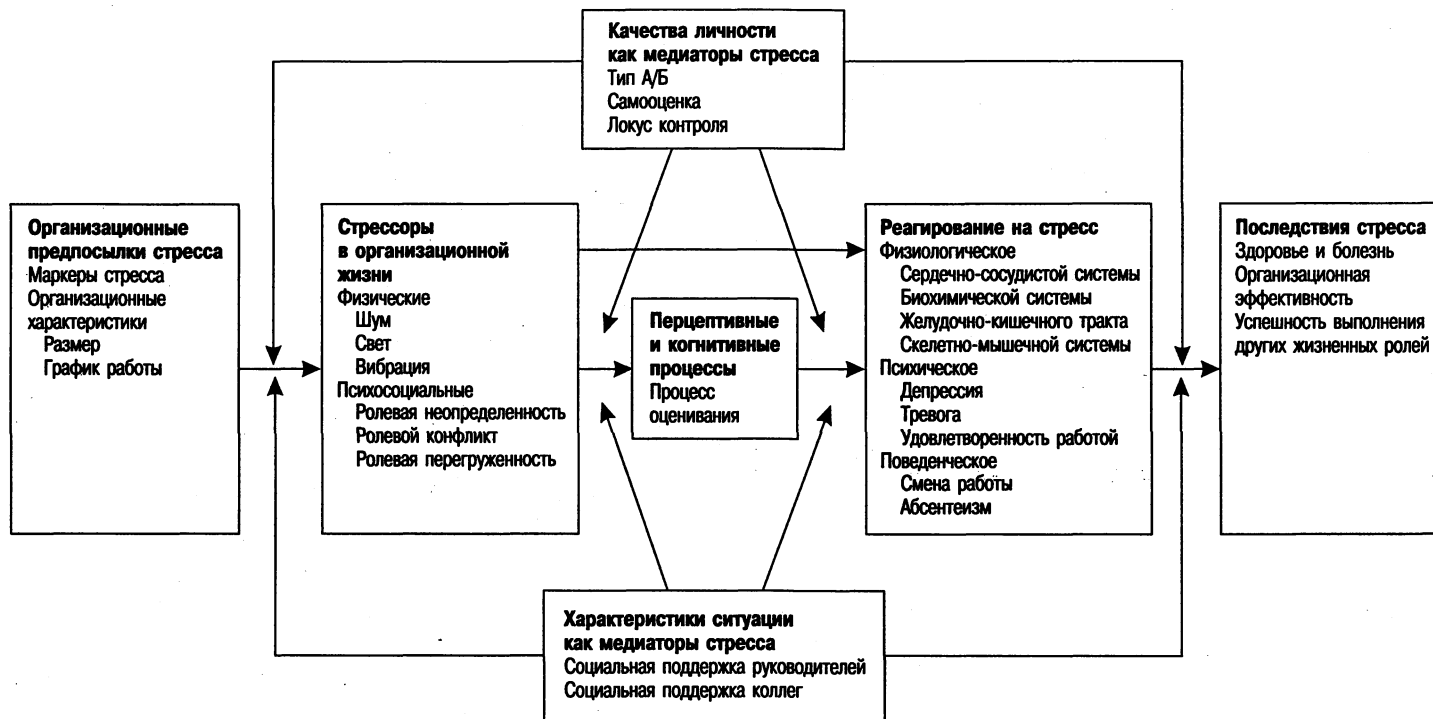 Качества личности
как медиаторы стресса
Тип А/Б
Самооценка
Локус контроля
Организационные
предпосылки стресса
Маркеры стресса
Организационные
характеристики
Размер
График работы
Стрессоры
в организационной
жизни
Физические
Шум
Свет
Вибрация
Психосоциальные
Ролевая неопределенность
Ролевой конфликт
Ролевая перегруженность
Перцептивные
и когнитивные
процессы
Процесс
оценивания
Реагирование на стресс
Физиологическое
Сердечно-сосудистой системы
Биохимической системы
Желудочно-кишечного тракта
Скелетно-мышечной системы
Психическое
Депрессия
Тревога
Удовлетворенность работой
Поведенческое
Смена работы
Абсентеизм
Последствия стресса
Здоровье и болезнь
Организационная
эффективность
Успешность выполнения
других жизненных ролей
Характеристики ситуации
как медиаторы стресса
Социальная поддержка руководителей
Социальная поддержка коллег